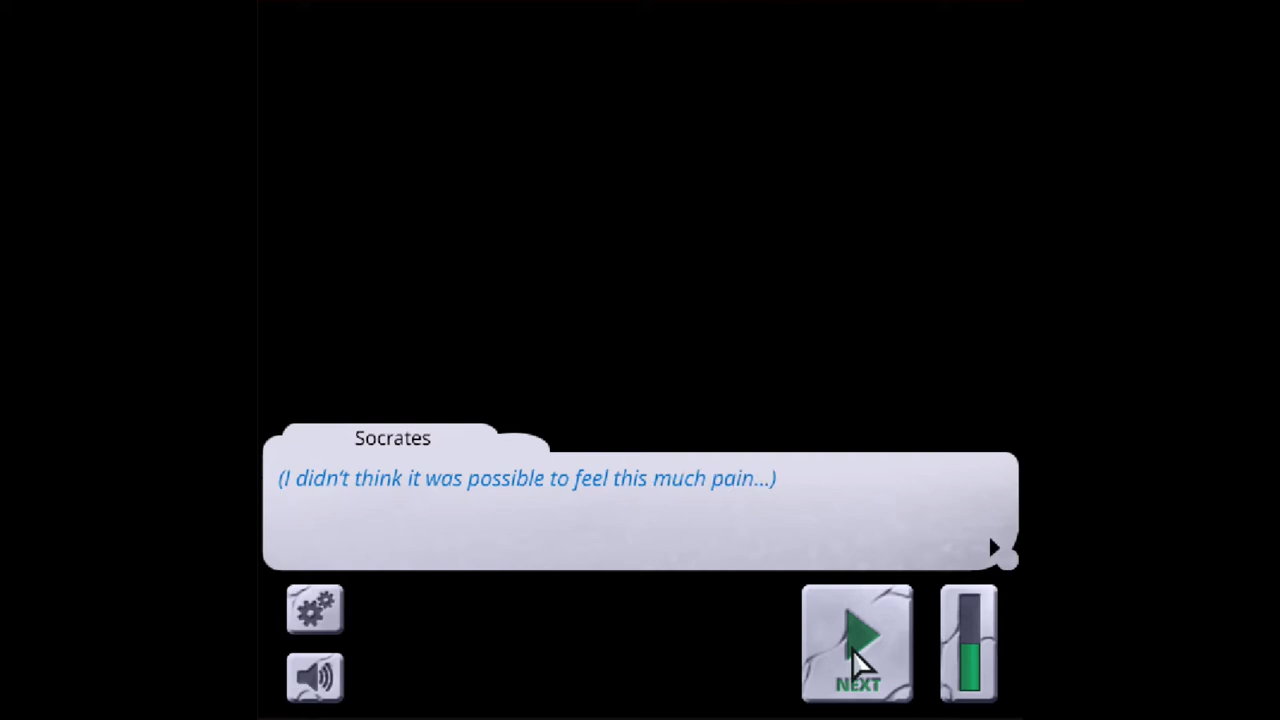 Socrates
(I didn't think it was possible to feel this much pain...)
NEXT